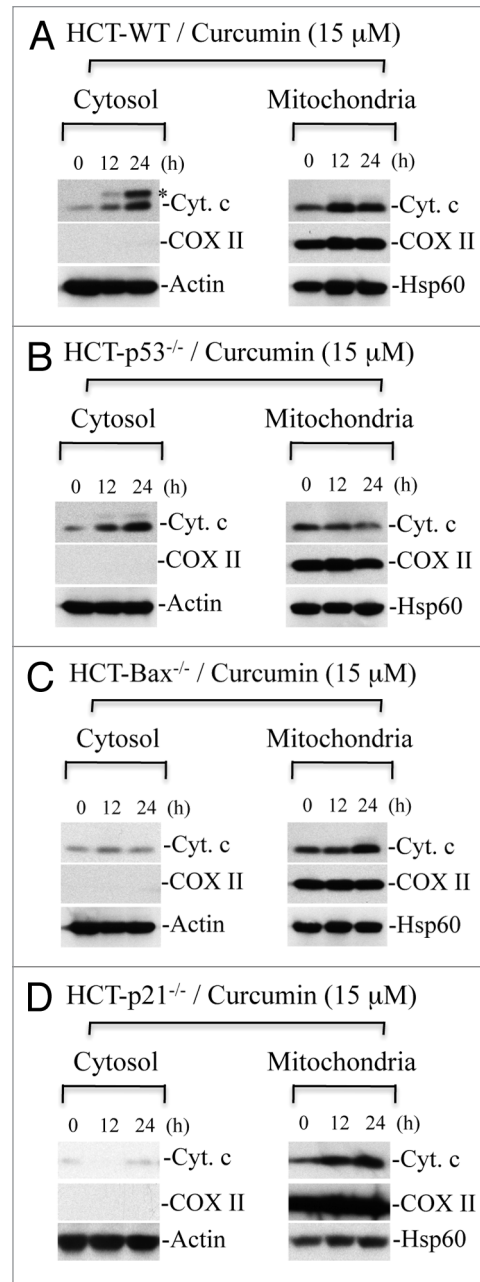 A HCT-WT / Curcumin (15 μM)
Cytosol Mitochondria
0 12 24 (h) 0 12 24
*
-Cyt. c -Cyt. c
-COX II -COX II
-Actin -Hsp60
B HCT-p53-/- / Curcumin (15 μM)
Cytosol Mitochondria
0 12 24 (h) 0 12 24 (h)
-Cyt. c -Cyt. c
-COX II -COX II
-Actin -Hsp60
C HCT-Bax-/- / Curcumin (15 μM)
Cytosol Mitochondria
0 12 24 (h) 0 12 24 (h)
-Cyt. c -Cyt. c
-COX II -COX II
-Actin -Hsp60
D HCT-p21-/- / Curcumin (15 μM)
Cytosol Mitochondria
0 12 24 (h) 0 12 24 (h)
-Cyt. c -Cyt. c
-COX II -COX II
-Actin -Hsp60